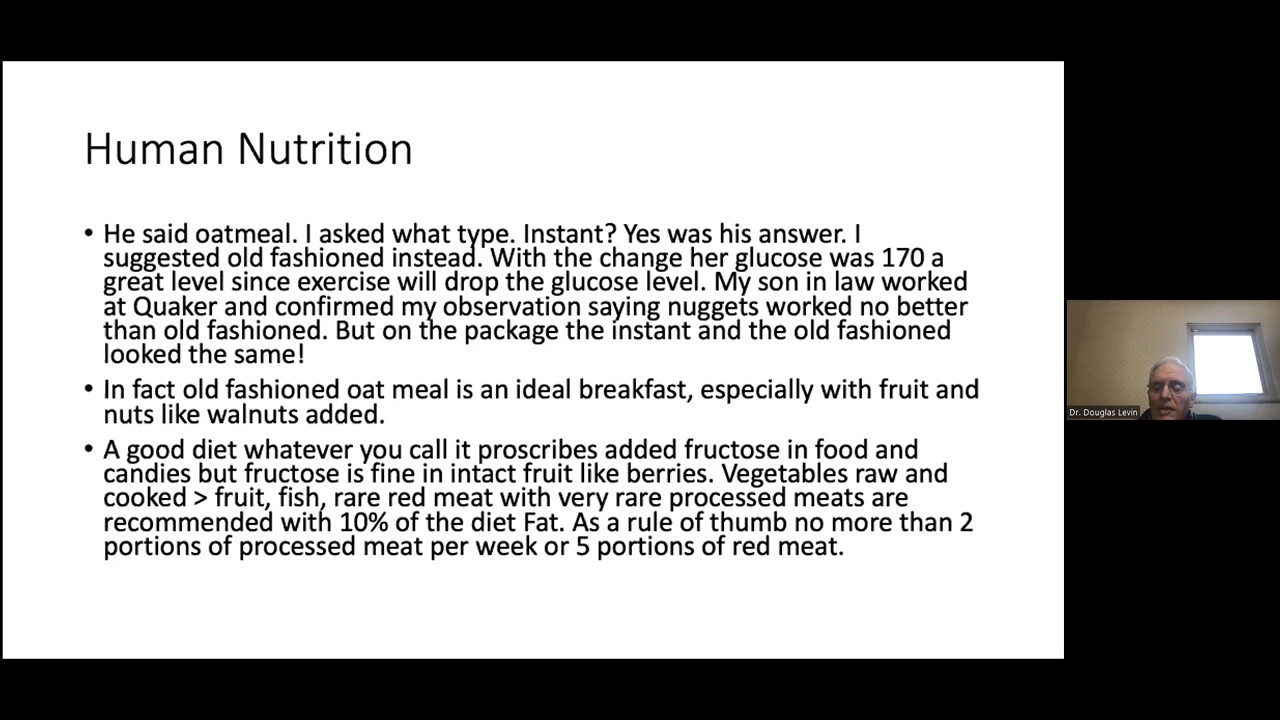 Human Nutrition
• He said oatmeal. I asked what type. Instant? Yes was his answer. I
suggested old fashioned instead. With the change her glucose was 170 a
great level since exercise will drop the glucose level. My son in law worked
at Quaker and confirmed my observation saying nuggets worked no better
than old fashioned. But on the package the instant and the old fashioned
looked the same!
• In fact old fashioned oat meal is an ideal breakfast, especially with fruit and
nuts like walnuts added.
• A good diet whatever you call it proscribes added fructose in food and
candies but fructose is fine in intact fruit like berries. Vegetables raw and
cooked > fruit, fish, rare red meat with very rare processed meats are
recommended with 10% of the diet Fat. As a rule of thumb no more than 2
portions of processed meat per week or 5 portions of red meat.
Dr. Douglas Levin